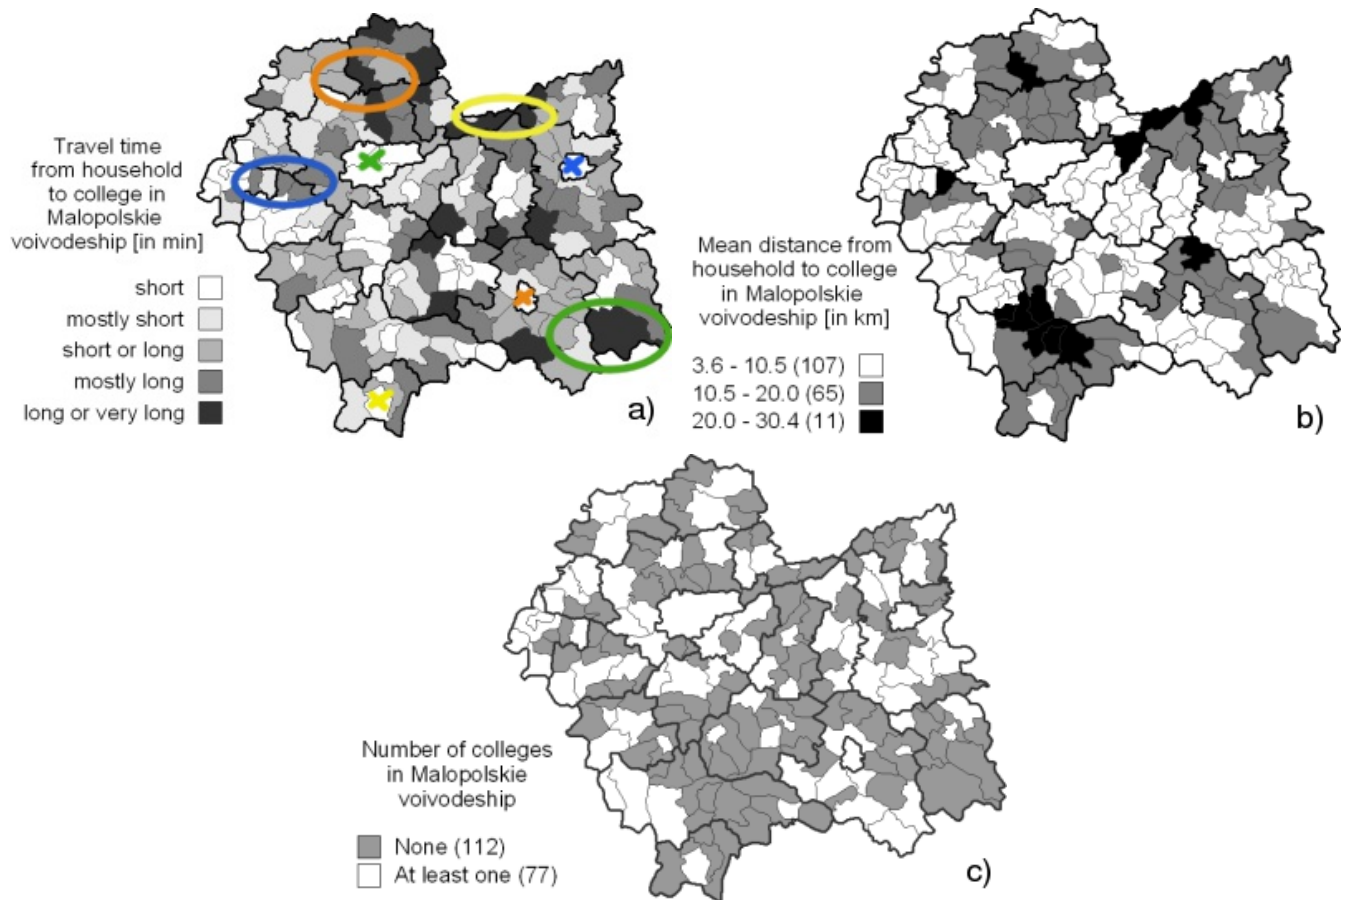 Travel time
from household
to college in
Malopolskie
voivodeship [in min]
short
mostly short
short or long
mostly long
long or very long
a)
Mean distance from
household to college
in Malopolskie
voivodeship [in km]
3.6 - 10.5 (107)
10.5 - 20.0 (65)
20.0 - 30.4 (11)
b)
Number of colleges
in Malopolskie
voivodeship
None (112)
At least one (77)
c)